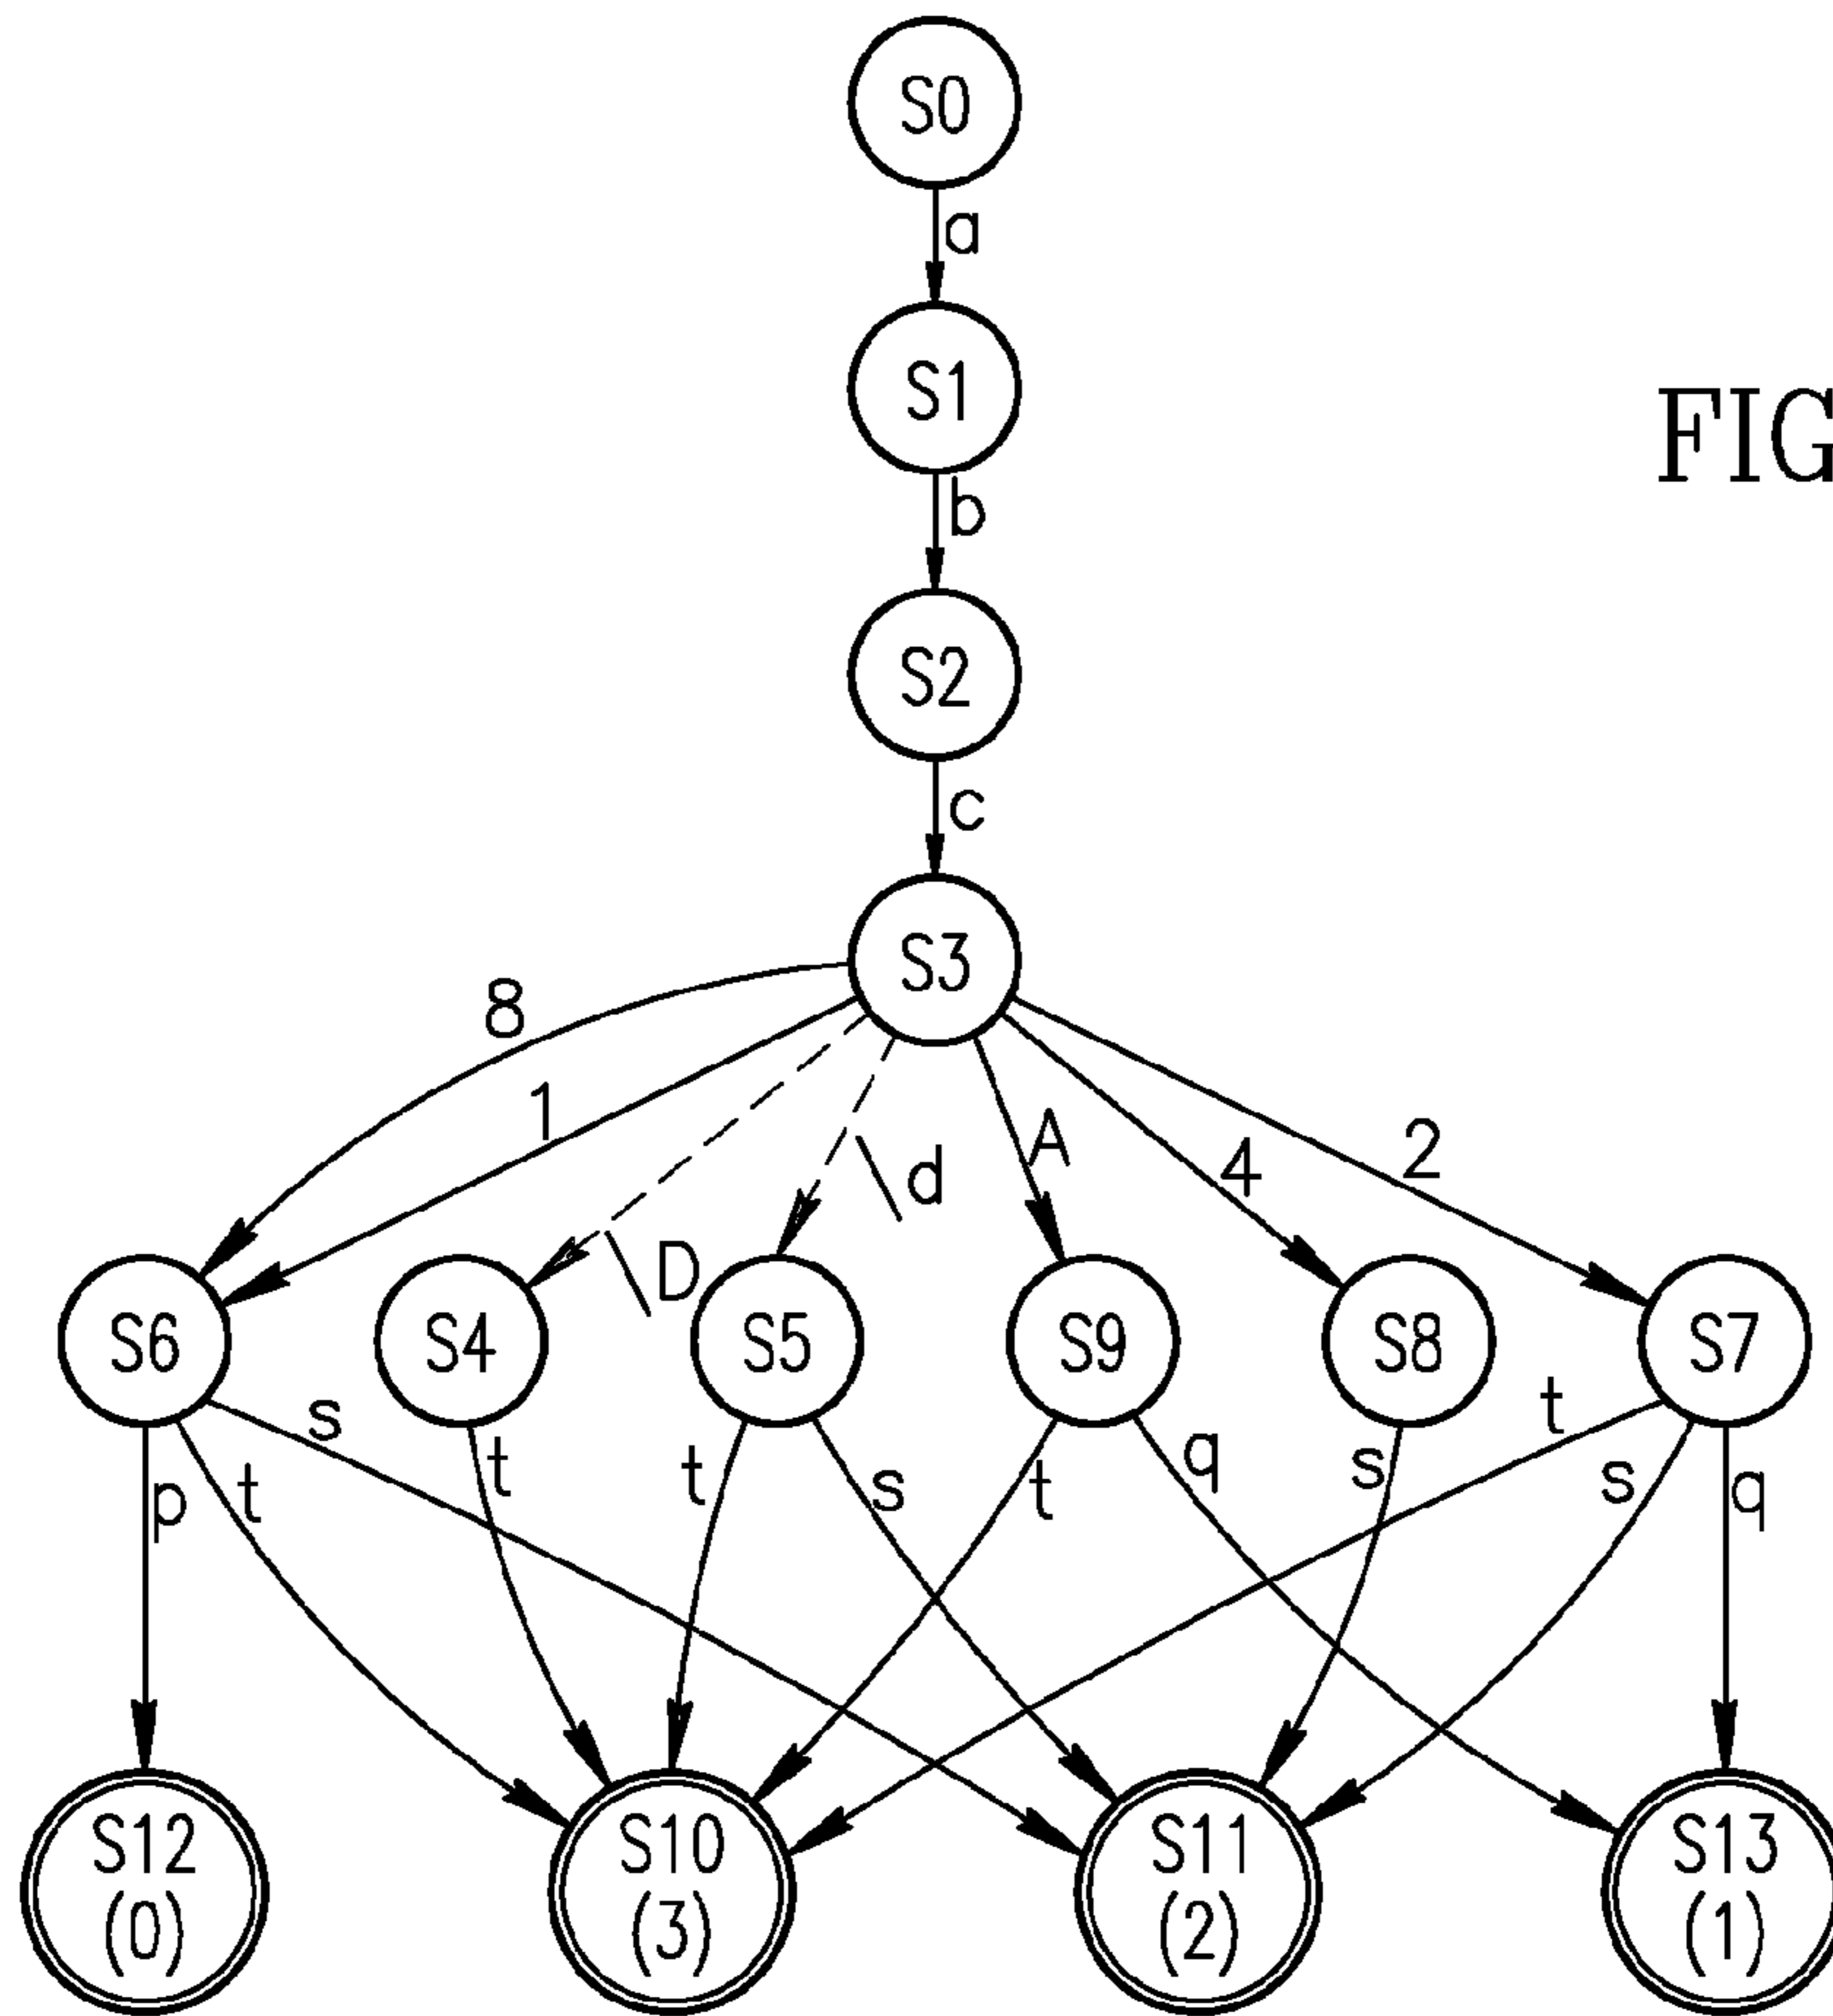 S0
a
S1
FIG
b
S2
c
S3
8
1
A
2
4
\d
\D
S6
S4
S5
S9
S8
S7
s
t
t
t
s
t
q
s
s
q
p
t
S12
(0)
S10
(3)
S11
(2)
S13
(1)